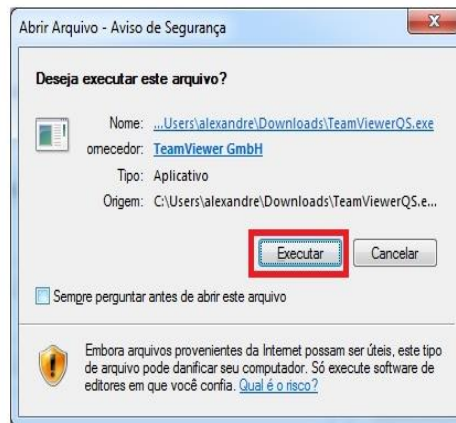 Abrir Arquivo - Aviso de Segurança
Deseja executar este arquivo?
Nome: ...Users\alexandre\Downloads\TeamViewerQS.exe
ornecedor: TeamViewer GmbH
Tipo: Aplicativo
Origem: C:\Users\alexandre\Downloads\TeamViewerQS.e...
Executar Cancelar
Sempre perguntar antes de abrir este arquivo
Embora arquivos provenientes da Internet possam ser úteis, este tipo
de arquivo pode danificar seu computador. Só execute software de
editores em que você confia. Qual é o risco?